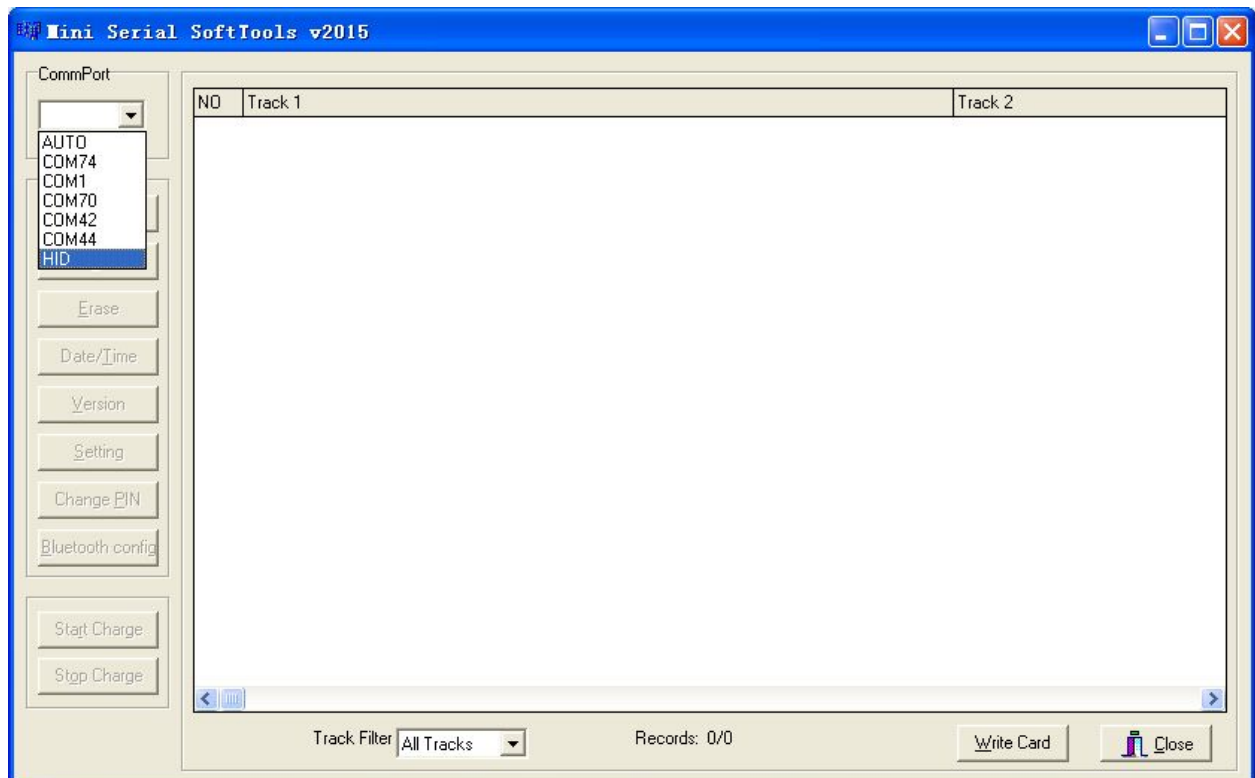 Mini Serial SoftTools v2015
CommPort
AUTO
COM74
COM1
COM70
COM42
COM44
HID
Erase
Date/Time
Version
Setting
Change PIN
Bluetooth config
Start Charge
Stop Charge
NO Track 1 Track 2
Track Filter All Tracks Records: 0/0 Write Card Close